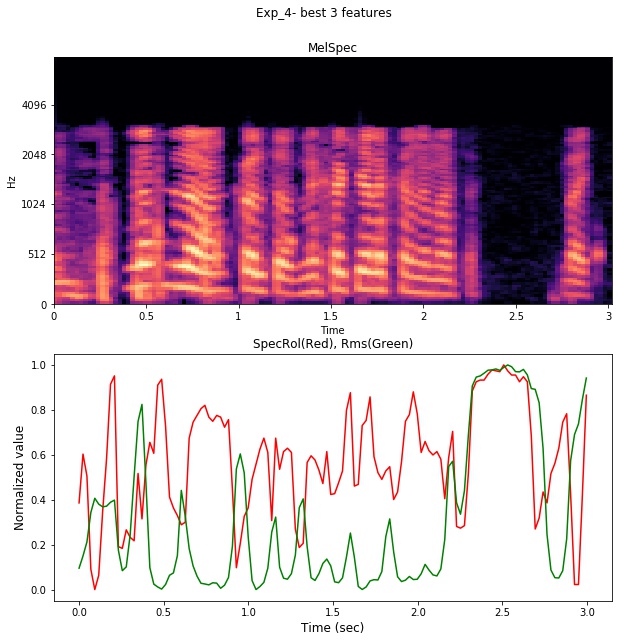 Exp_4- best 3 features
MelSpec
4096
2048
1024
512
0
Hz
0 0.5 1 1.5 2 2.5 3
Time
SpecRol(Red), Rms(Green)
1.0
0.8
0.6
0.4
0.2
0.0
Normalized value
0.0 0.5 1.0 1.5 2.0 2.5 3.0
Time (sec)